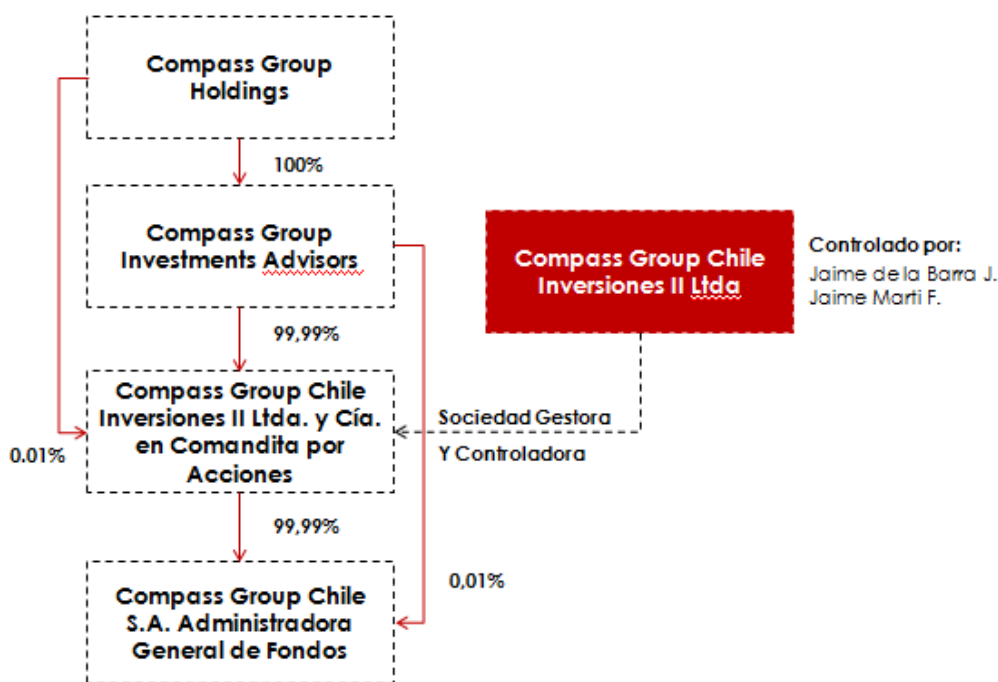 Compass Group
Holdings
100%
Compass Group
Investments Advisors
Compass Group Chile
Inversiones II Ltda
Controlado por:
Jaime de la Barra J.
Jaime Marti F.
99,99%
Compass Group Chile
Inversiones II Ltda. y Cía.
en Comandita por
Acciones
0.01%
Sociedad Gestora
Y Controladora
99,99%
0,01%
Compass Group Chile
S.A. Administradora
General de Fondos